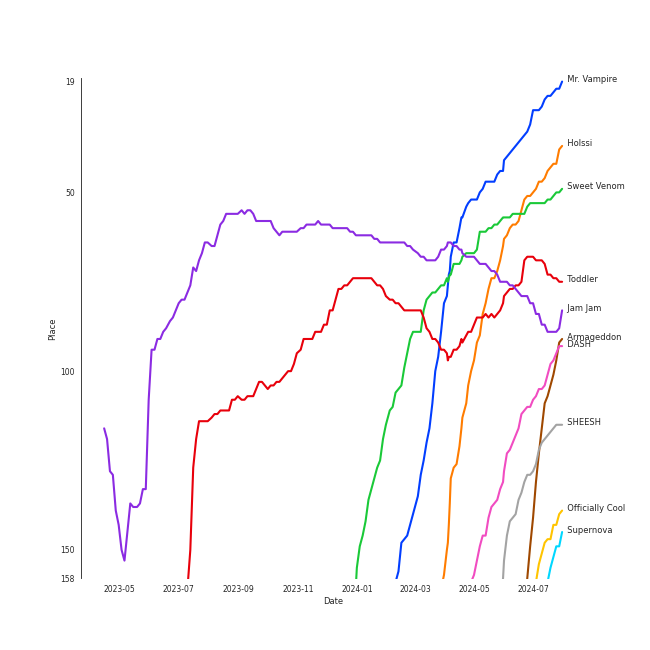 19
50
100
150
158
Place
2023-05
2023-07
2023-09
2023-11
2024-01
2024-03
2024-05
2024-07
Date
Mr. Vampire
Holssi
Sweet Venom
Toddler
Jam Jam
Armageddon
DASH
SHEESH
Officially Cool
Supernova